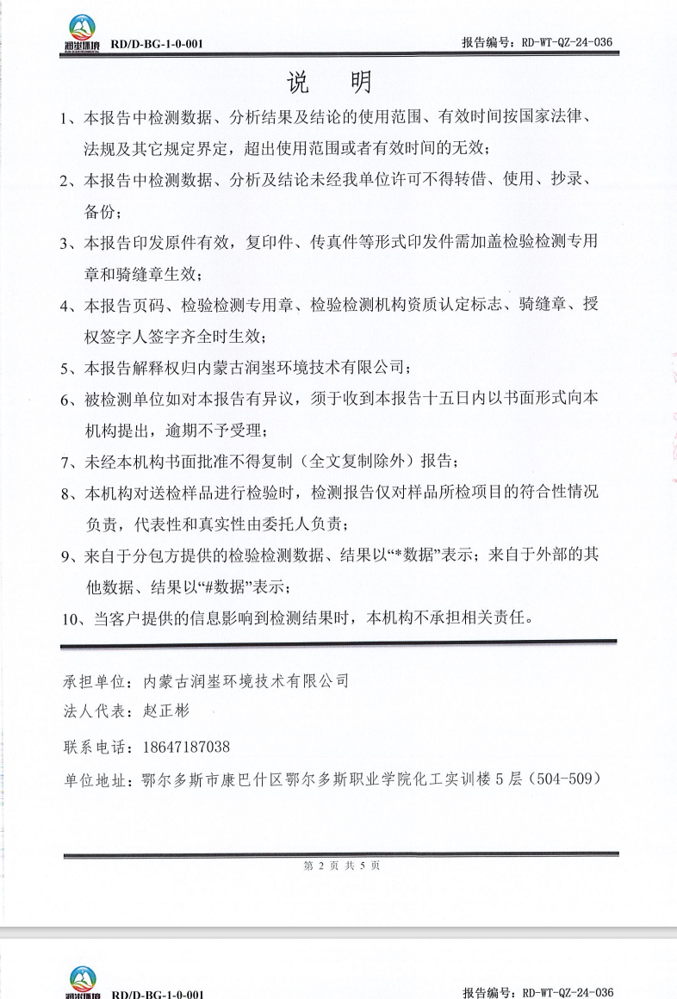 润埊环境
RD/D-BG-1-0-001
报告编号：RD-WT-QZ-24-036
说 明
1、本报告中检测数据、分析结果及结论的使用范围、有效时间按国家法律、
法规及其它规定界定，超出使用范围或者有效时间的无效；
2、本报告中检测数据、分析及结论未经我单位许可不得转借、使用、抄录、
备份；
3、本报告印发原件有效，复印件、传真件等形式印发件需加盖检验检测专用
章和骑缝章生效；
4、本报告页码、检验检测专用章、检验检测机构资质认定标志、骑缝章、授
权签字人签字齐全时生效；
5、本报告解释权归内蒙古润埊环境技术有限公司；
6、被检测单位如对本报告有异议，须于收到本报告十五日内以书面形式向本
机构提出，逾期不予受理；
7、未经本机构书面批准不得复制（全文复制除外）报告；
8、本机构对送检样品进行检验时，检测报告仅对样品所检项目的符合性情况
负责，代表性和真实性由委托人负责；
9、来自于分包方提供的检验检测数据、结果以“*数据”表示；来自于外部的其
他数据、结果以“#数据”表示；
10、当客户提供的信息影响到检测结果时，本机构不承担相关责任。
承担单位：内蒙古润埊环境技术有限公司
法人代表：赵正彬
联系电话：18647187038
单位地址：鄂尔多斯市康巴什区鄂尔多斯职业学院化工实训楼 5 层（504-509）
第 2 页 共 5 页
润埊环境
RD/D-BG-1-0-001
报告编号：RD-WT-QZ-24-036